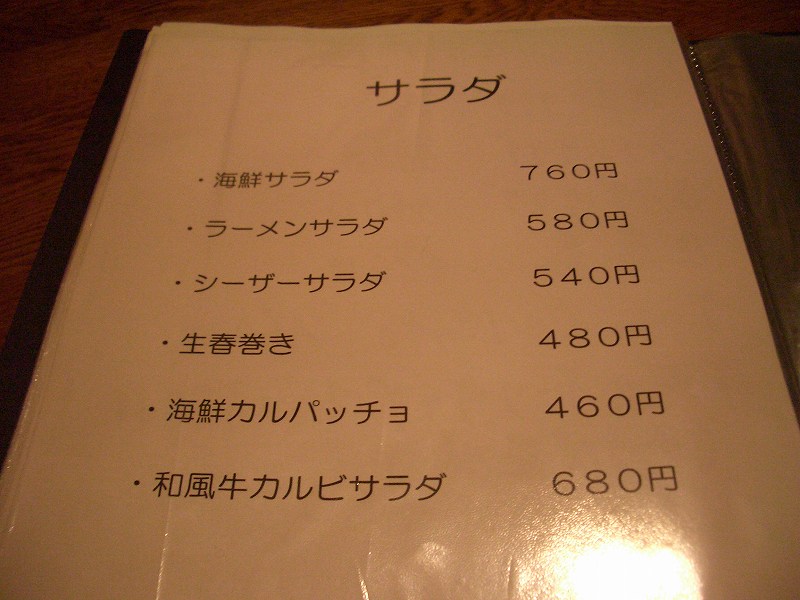 サラダ
・海鮮サラダ ７６０円
・ラーメンサラダ ５８０円
・シーザーサラダ ５４０円
・生春巻き ４８０円
・海鮮カルパッチョ ４６０円
・和風牛カルビサラダ ６８０円